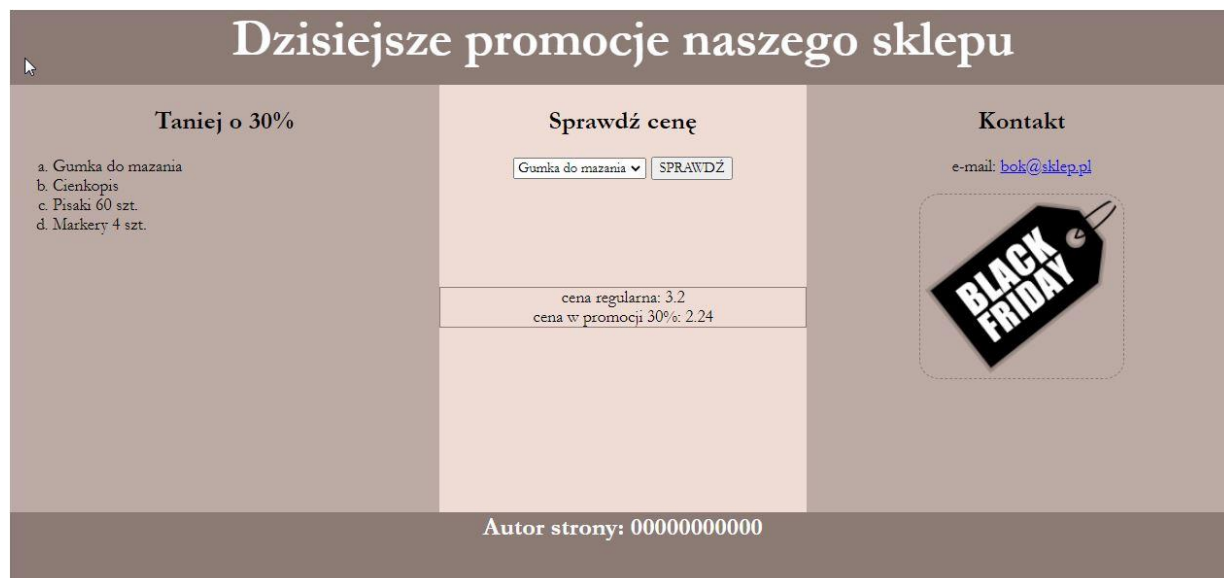 Dzisiejsze promocje naszego sklepu
Taniej o 30%
a. Gumka do mazania
b. Cienkopis
c. Pisaki 60 szt.
d. Markery 4 szt.
Sprawdź cenę
Gumka do mazania SPRAWDŹ
cena regularna: 3.2
cena w promocji 30%: 2.24
Kontakt
e-mail: bok@sklep.pl
BLACK
FRIDAY
Autor strony: 00000000000